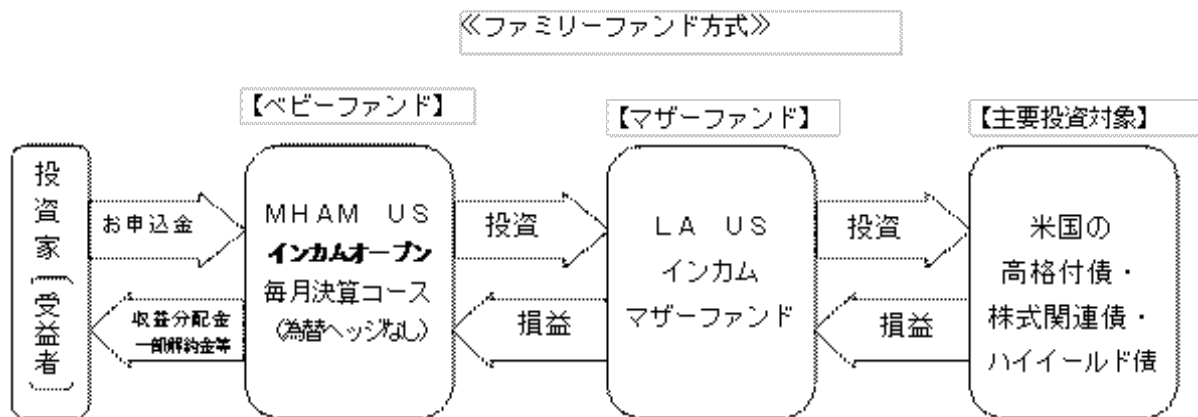 ≪ファミリーファンド方式≫
【ベビーファンド】
【マザーファンド】
【主要投資対象】
投資家(受益者)
お申込金
収益分配金
一部解約金等
ＭＨＡＭ　ＵＳ
インカムオープン
毎月決算コース
(為替ヘッジなし)
投資
損益
ＬＡ　ＵＳ
インカム
マザーファンド
投資
損益
米国の
高格付債・
株式関連債・
ハイイールド債